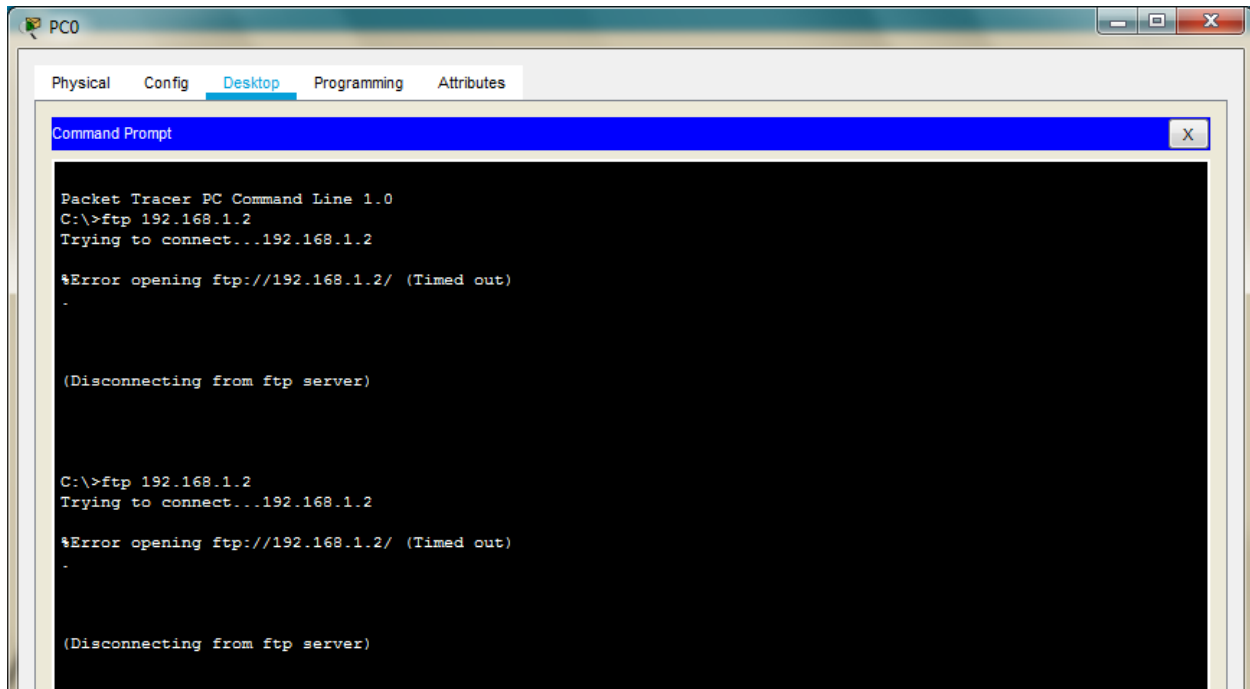 PC0
Physical Config Desktop Programming Attributes
Command Prompt
X
Packet Tracer PC Command Line 1.0
C:\>ftp 192.168.1.2
Trying to connect...192.168.1.2
%Error opening ftp://192.168.1.2/ (Timed out)
.
(Disconnecting from ftp server)
C:\>ftp 192.168.1.2
Trying to connect...192.168.1.2
%Error opening ftp://192.168.1.2/ (Timed out)
.
(Disconnecting from ftp server)